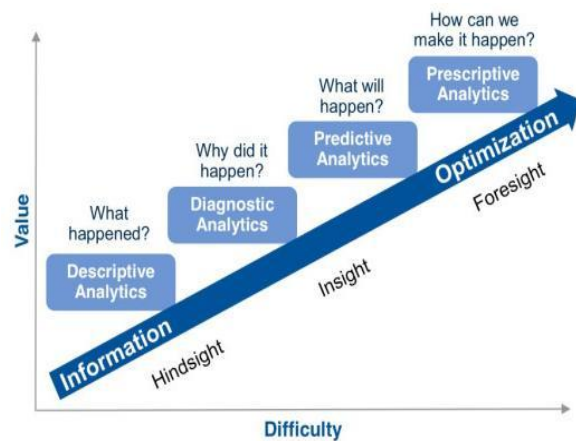 How can we
make it happen?
Prescriptive
Analytics
What will
happen?
Predictive
Analytics
Why did it
happen?
Diagnostic
Analytics
What
happened?
Descriptive
Analytics
Value
Information
Optimization
Hindsight
Insight
Foresight
Difficulty